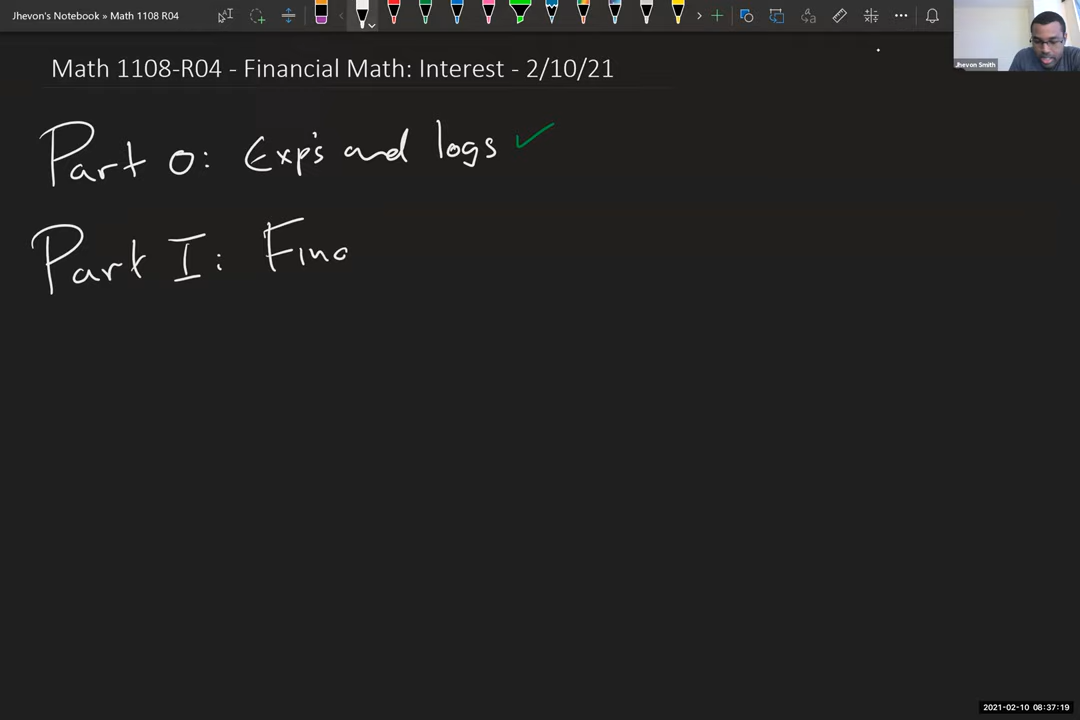 Jhevon's Notebook » Math 1108 R04
Jhevon Smith
Math 1108-R04 - Financial Math: Interest - 2/10/21
Part 0: Exp's and logs ✓
Part I: Fina
2021-02-10 08:37:19